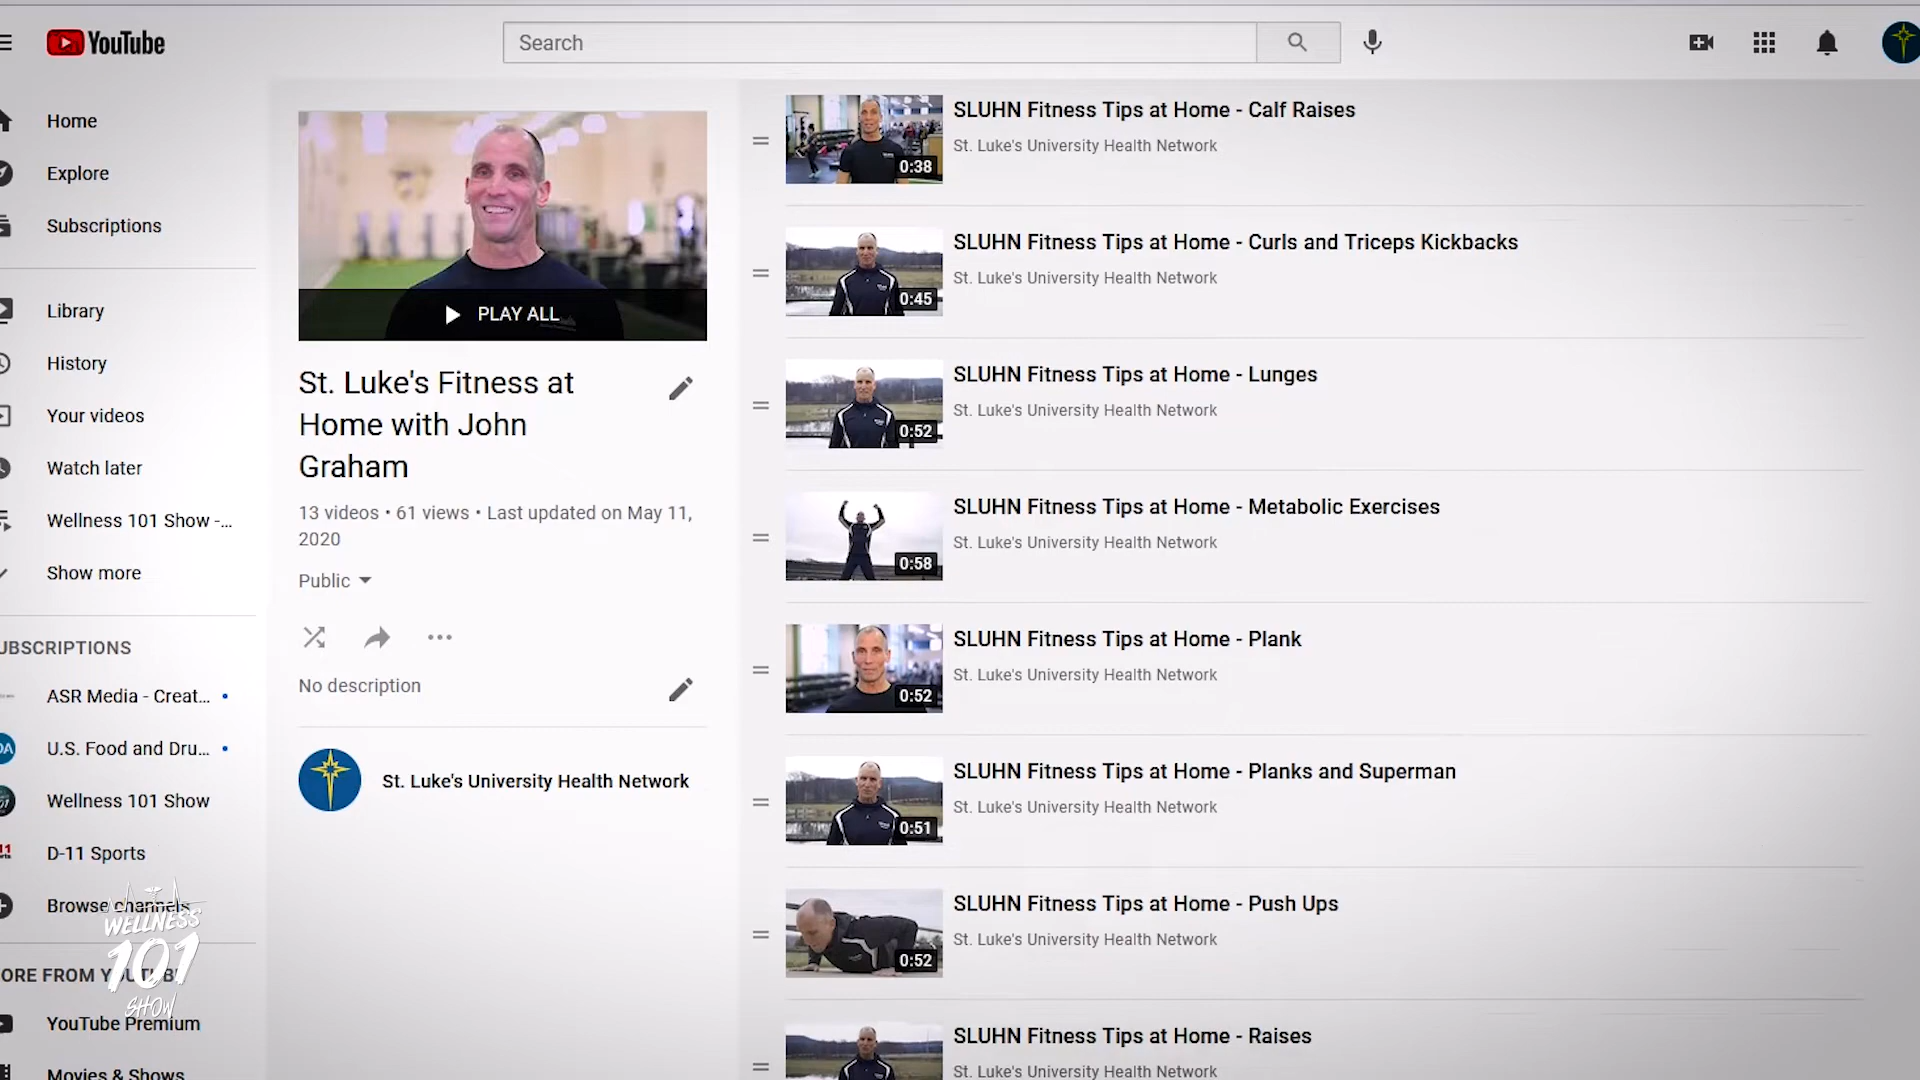 YouTube
Search
Home
Explore
Subscriptions
Library
History
Your videos
Watch later
Wellness 101 Show -...
Show more
UBSCRIPTIONS
ASR Media - Creat...
U.S. Food and Dru...
Wellness 101 Show
D-11 Sports
Browse channels
ORE FROM YOUTUBE
YouTube Premium
Movies & Shows
WELLNESS
101
SHOW
PLAY ALL
St. Luke's Fitness at
Home with John
Graham
13 videos • 61 views • Last updated on May 11,
2020
Public
No description
St. Luke's University Health Network
SLUHN Fitness Tips at Home - Calf Raises
St. Luke's University Health Network
0:38
SLUHN Fitness Tips at Home - Curls and Triceps Kickbacks
St. Luke's University Health Network
0:45
SLUHN Fitness Tips at Home - Lunges
St. Luke's University Health Network
0:52
SLUHN Fitness Tips at Home - Metabolic Exercises
St. Luke's University Health Network
0:58
SLUHN Fitness Tips at Home - Plank
St. Luke's University Health Network
0:52
SLUHN Fitness Tips at Home - Planks and Superman
St. Luke's University Health Network
0:51
SLUHN Fitness Tips at Home - Push Ups
St. Luke's University Health Network
0:52
SLUHN Fitness Tips at Home - Raises
St. Luke's University Health Network